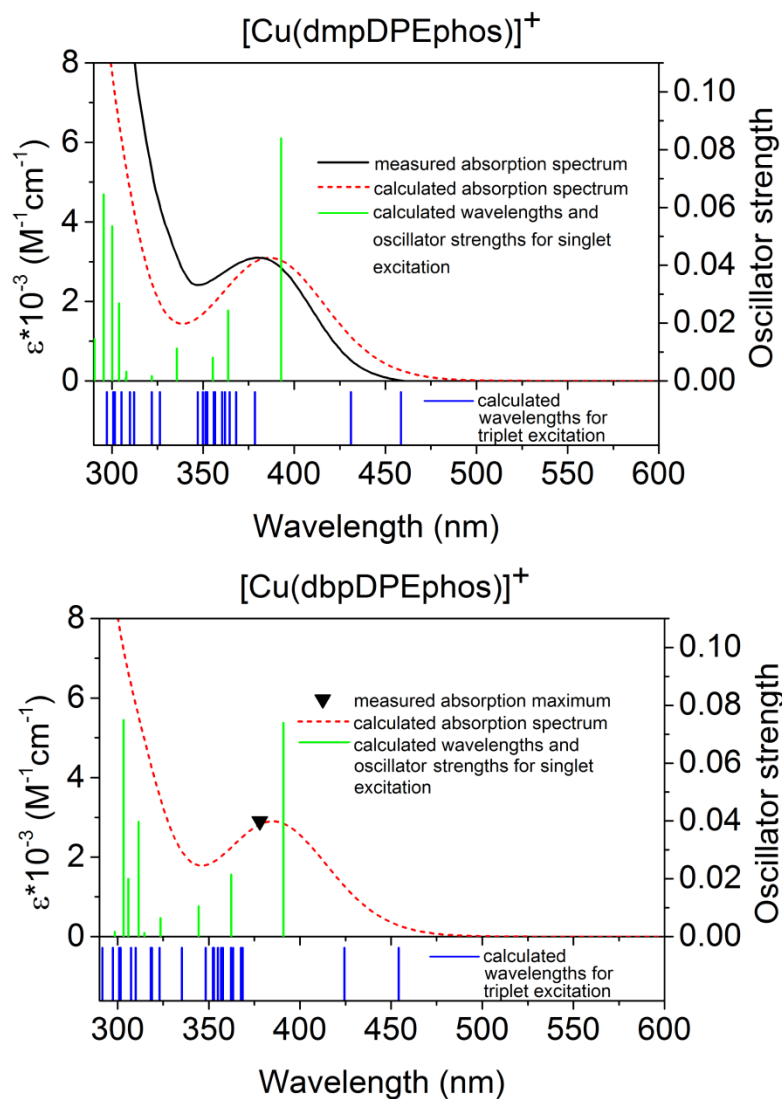 [Cu(dmpDPEphos)]⁺
8
6
4
2
0
ε*10⁻³ (M⁻¹cm⁻¹)
measured absorption spectrum
calculated absorption spectrum
calculated wavelengths and
oscillator strengths for singlet
excitation
0.10
0.08
0.06
0.04
0.02
0.00
Oscillator strength
calculated
wavelengths for
triplet excitation
300 350 400 450 500 550 600
Wavelength (nm)
[Cu(dbpDPEphos)]⁺
8
6
4
2
0
ε*10⁻³ (M⁻¹cm⁻¹)
measured absorption maximum
calculated absorption spectrum
calculated wavelengths and
oscillator strengths for singlet
excitation
0.10
0.08
0.06
0.04
0.02
0.00
Oscillator strength
calculated
wavelengths for
triplet excitation
300 350 400 450 500 550 600
Wavelength (nm)